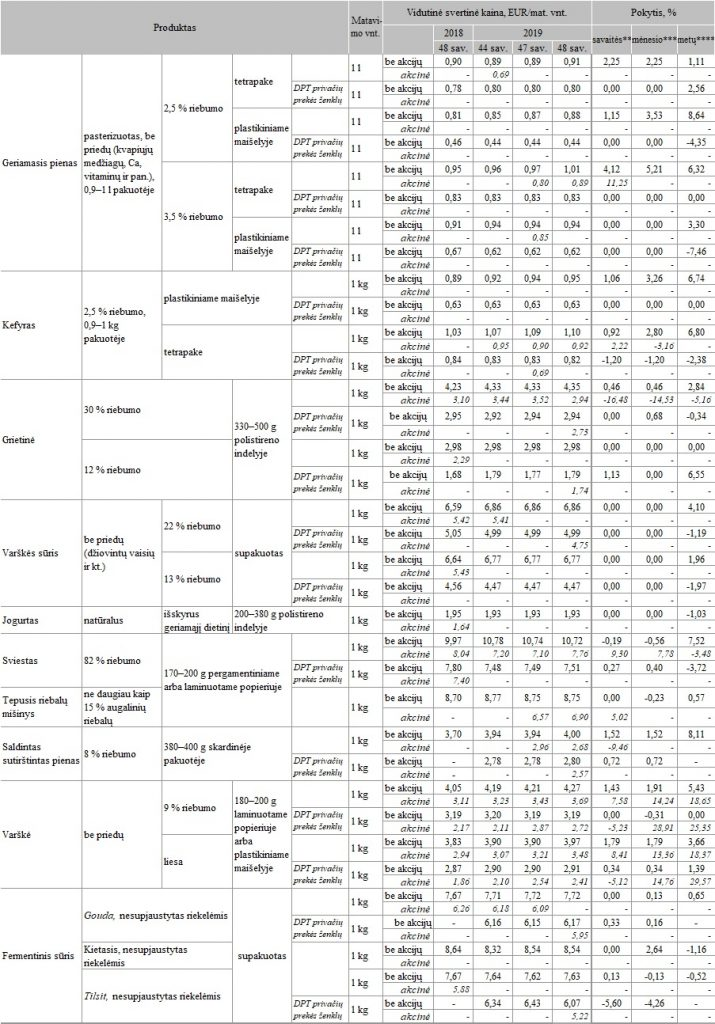 Produktas Matavi-mo vnt. Vidutinė svertinė kaina, EUR/mat. vnt. Pokytis, %
2018 2019 savaitės** mėnesio*** metų****
48 sav. 44 sav. 47 sav. 48 sav.
Geriamasis pienas pasterizuotas, be priedų (kvapiųjų medžiagų, Ca, vitaminų ir pan.), 0,9–1 l pakuotėje 2,5 % riebumo tetrapake 1 l be akcijų 0,90 0,89 0,89 0,91 2,25 2,25 1,11
akcinė - 0,69 - - - - -
DPT privačių prekės ženklų 1 l be akcijų 0,78 0,80 0,80 0,80 0,00 0,00 2,56
akcinė - - - - - - -
plastikiniame maišelyje 1 l be akcijų 0,81 0,85 0,87 0,88 1,15 3,53 8,64
akcinė - - - - - - -
DPT privačių prekės ženklų 1 l be akcijų 0,46 0,44 0,44 0,44 0,00 0,00 -4,35
akcinė - - - - - - -
3,5 % riebumo tetrapake 1 l be akcijų 0,95 0,96 0,97 1,01 4,12 5,21 6,32
akcinė - - 0,80 0,89 11,25 - -
DPT privačių prekės ženklų 1 l be akcijų 0,83 0,83 0,83 0,83 0,00 0,00 0,00
akcinė - - - - - - -
plastikiniame maišelyje 1 l be akcijų 0,91 0,94 0,94 0,94 0,00 0,00 3,30
akcinė - - 0,85 - - - -
DPT privačių prekės ženklų 1 l be akcijų 0,67 0,62 0,62 0,62 0,00 0,00 -7,46
akcinė - - - - - - -
Kefyras 2,5 % riebumo, 0,9–1 kg pakuotėje plastikiniame maišelyje 1 kg be akcijų 0,89 0,92 0,94 0,95 1,06 3,26 6,74
akcinė - - - - - - -
DPT privačių prekės ženklų 1 kg be akcijų 0,63 0,63 0,63 0,63 0,00 0,00 0,00
akcinė - - - - - - -
tetrapake 1 kg be akcijų 1,03 1,07 1,09 1,10 0,92 2,80 6,80
akcinė - 0,95 0,90 0,92 2,22 -3,16 -
DPT privačių prekės ženklų 1 kg be akcijų 0,84 0,83 0,83 0,82 -1,20 -1,20 -2,38
akcinė - - 0,69 - - - -
Grietinė 30 % riebumo 330–500 g polistireno indelyje 1 kg be akcijų 4,23 4,33 4,33 4,35 0,46 0,46 2,84
akcinė 3,10 3,44 3,52 2,94 -16,48 -14,53 -5,16
DPT privačių prekės ženklų 1 kg be akcijų 2,95 2,92 2,94 2,94 0,00 0,68 -0,34
akcinė - - - 2,73 - - -
12 % riebumo 1 kg be akcijų 2,98 2,98 2,98 2,98 0,00 0,00 0,00
akcinė 2,29 - - - - - -
DPT privačių prekės ženklų 1 kg be akcijų 1,68 1,79 1,77 1,79 1,13 0,00 6,55
akcinė - - - 1,74 - - -
Varškės sūris be priedų (džiovintų vaisių ir kt.) 22 % riebumo supakuotas 1 kg be akcijų 6,59 6,86 6,86 6,86 0,00 0,00 4,10
akcinė 5,42 5,41 - - - - -
DPT privačių prekės ženklų 1 kg be akcijų 5,05 4,99 4,99 4,99 0,00 0,00 -1,19
akcinė - - - 4,75 - - -
13 % riebumo 1 kg be akcijų 6,64 6,77 6,77 6,77 0,00 0,00 1,96
akcinė 5,43 - - - - - -
DPT privačių prekės ženklų 1 kg be akcijų 4,56 4,47 4,47 4,47 0,00 0,00 -1,97
akcinė - - - - - - -
Jogurtas natūralus išskyrus geriamąjį dietinį 200–380 g polistireno indelyje 1 kg be akcijų 1,95 1,93 1,93 1,93 0,00 0,00 -1,03
akcinė 1,64 - - - - - -
Sviestas 82 % riebumo 170–200 g pergamentiniame arba laminuotame popieriuje 1 kg be akcijų 9,97 10,78 10,74 10,72 -0,19 -0,56 7,52
akcinė 8,04 7,20 7,10 7,76 9,30 7,78 -3,48
DPT privačių prekės ženklų 1 kg be akcijų 7,80 7,48 7,49 7,51 0,27 0,40 -3,72
akcinė 7,40 - - - - - -
Tepusis riebalų mišinys ne daugiau kaip 15 % augalinių riebalų 1 kg be akcijų 8,70 8,77 8,75 8,75 0,00 -0,23 0,57
akcinė - - 6,57 6,90 5,02 - -
Saldintas sutirštintas pienas 8 % riebumo 380–400 g skardinėje pakuotėje 1 kg be akcijų 3,70 3,94 3,94 4,00 1,52 1,52 8,11
akcinė - - 2,96 2,68 -9,46 - -
DPT privačių prekės ženklų 1 kg be akcijų - 2,78 2,78 2,80 0,72 0,72 -
akcinė - - - 2,57 - - -
Varškė be priedų 9 % riebumo 180–200 g laminuotame popieriuje arba plastikiniame maišelyje 1 kg be akcijų 4,05 4,19 4,21 4,27 1,43 1,91 5,43
akcinė 3,11 3,23 3,43 3,69 7,58 14,24 18,65
DPT privačių prekės ženklų 1 kg be akcijų 3,19 3,20 3,19 3,19 0,00 -0,31 0,00
akcinė 2,17 2,11 2,87 2,72 -5,23 28,91 25,35
liesa 1 kg be akcijų 3,83 3,90 3,90 3,97 1,79 1,79 3,66
akcinė 2,94 3,07 3,21 3,48 8,41 13,36 18,37
DPT privačių prekės ženklų 1 kg be akcijų 2,87 2,90 2,90 2,91 0,34 0,34 1,39
akcinė 1,86 2,10 2,54 2,41 -5,12 14,76 29,57
Fermentinis sūris Gouda, nesupjaustytas riekelėmis supakuotas 1 kg be akcijų 7,67 7,71 7,72 7,72 0,00 0,13 0,65
akcinė 6,26 6,18 6,09 - - - -
DPT privačių prekės ženklų 1 kg be akcijų - 6,16 6,15 6,17 0,33 0,16 -
akcinė - - - 5,95 - - -
Kietasis, nesupjaustytas riekelėmis 1 kg be akcijų 8,64 8,32 8,54 8,54 0,00 2,64 -1,16
akcinė - - - - - - -
Tilsit, nesupjaustytas riekelėmis 1 kg be akcijų 7,67 7,64 7,62 7,63 0,13 -0,13 -0,52
akcinė 5,88 - - - - - -
DPT privačių prekės ženklų 1 kg be akcijų - 6,34 6,43 6,07 -5,60 -4,26 -
akcinė - - - 5,22 - - -